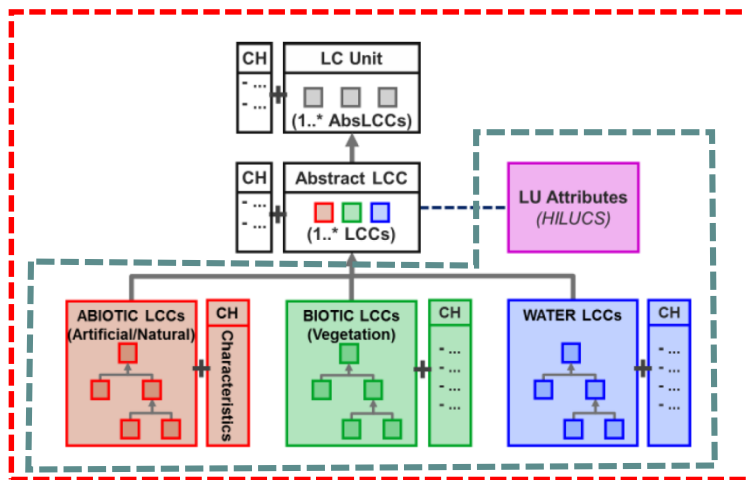 CH
- ...
- ...
+
LC Unit
(1..* AbsLCCs)
CH
- ...
- ...
+
Abstract LCC
(1..* LCCs)
LU Attributes
(HILUCS)
ABIOTIC LCCs
(Artificial/Natural)
+
CH
Characteristics
BIOTIC LCCs
(Vegetation)
+
CH
- ...
- ...
- ...
- ...
WATER LCCs
+
CH
- ...
- ...
- ...
- ...